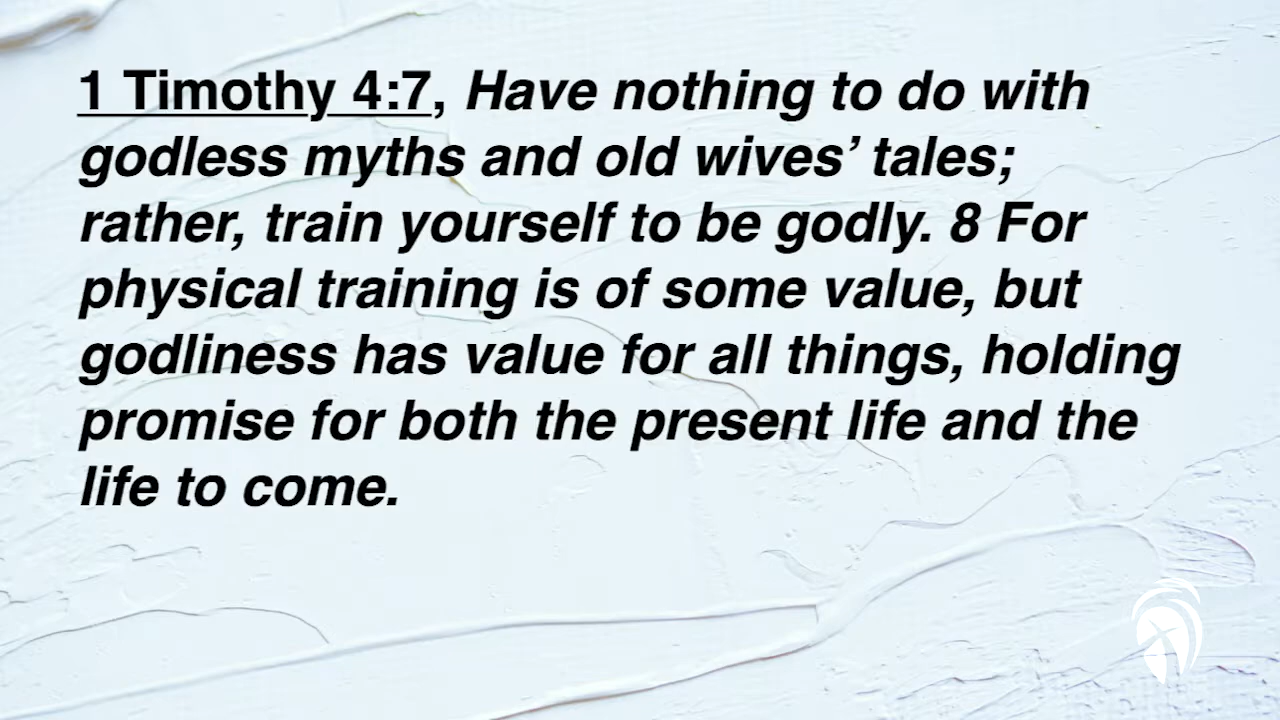 1 Timothy 4:7, Have nothing to do with
godless myths and old wives’ tales;
rather, train yourself to be godly. 8 For
physical training is of some value, but
godliness has value for all things, holding
promise for both the present life and the
life to come.